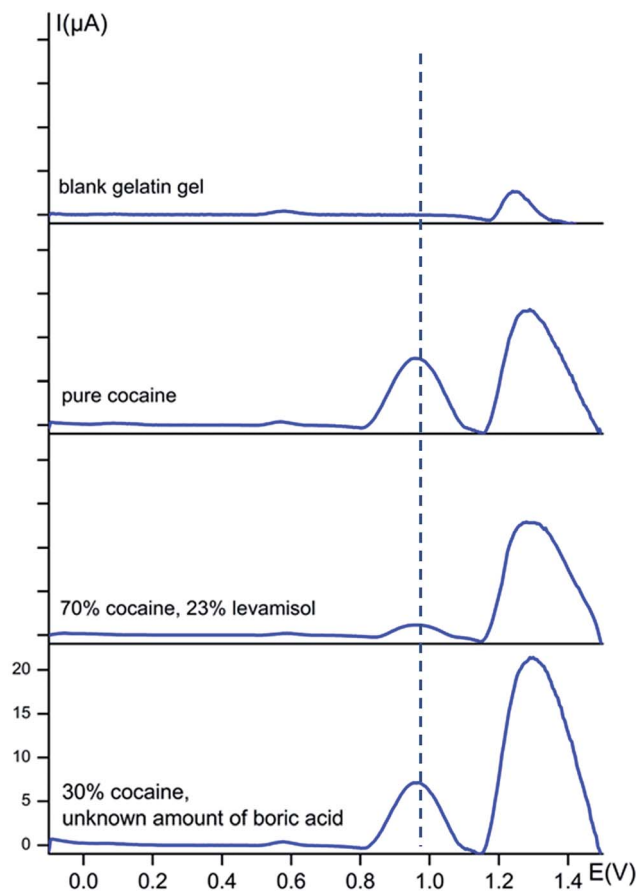 I(µA)
blank gelatin gel
pure cocaine
70% cocaine, 23% levamisol
20
15
10
5
0
30% cocaine,
unknown amount of boric acid
0.0 0.2 0.4 0.6 0.8 1.0 1.2 1.4 E(V)